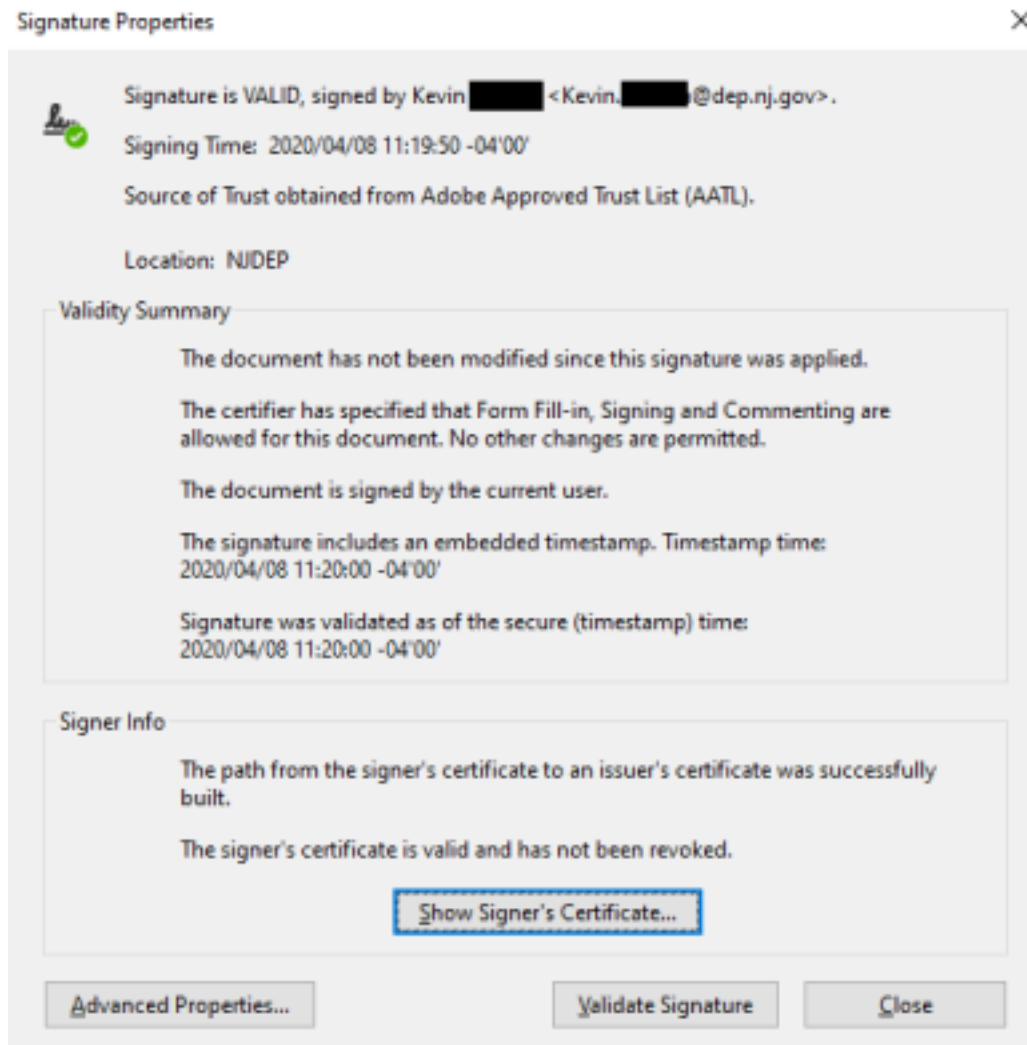 Signature Properties
Signature is VALID, signed by Kevin <Kevin. @dep.nj.gov>.
Signing Time: 2020/04/08 11:19:50 -04'00'
Source of Trust obtained from Adobe Approved Trust List (AATL).
Location: NJDEP
Validity Summary
The document has not been modified since this signature was applied.
The certifier has specified that Form Fill-in, Signing and Commenting are
allowed for this document. No other changes are permitted.
The document is signed by the current user.
The signature includes an embedded timestamp. Timestamp time:
2020/04/08 11:20:00 -04'00'
Signature was validated as of the secure (timestamp) time:
2020/04/08 11:20:00 -04'00'
Signer Info
The path from the signer's certificate to an issuer's certificate was successfully
built.
The signer's certificate is valid and has not been revoked.
Show Signer's Certificate...
Advanced Properties...
Validate Signature
Close